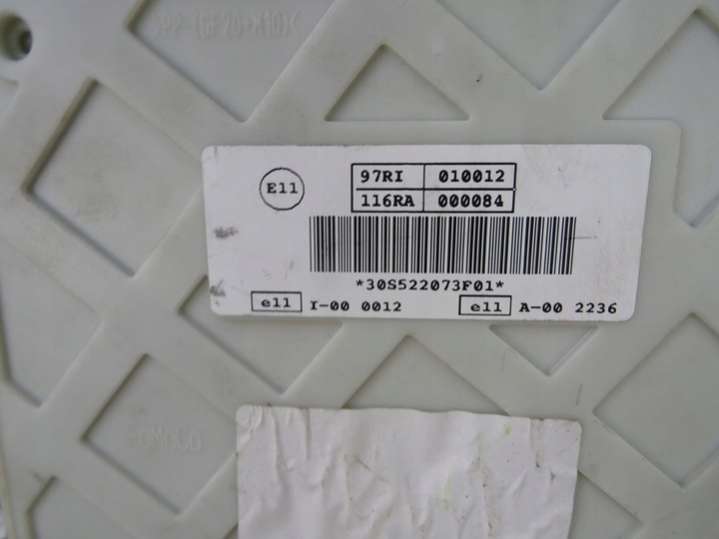 E11
97RI 010012
116RA 000084
*30S522073F01*
e11 I-00 0012 e11 A-00 2236